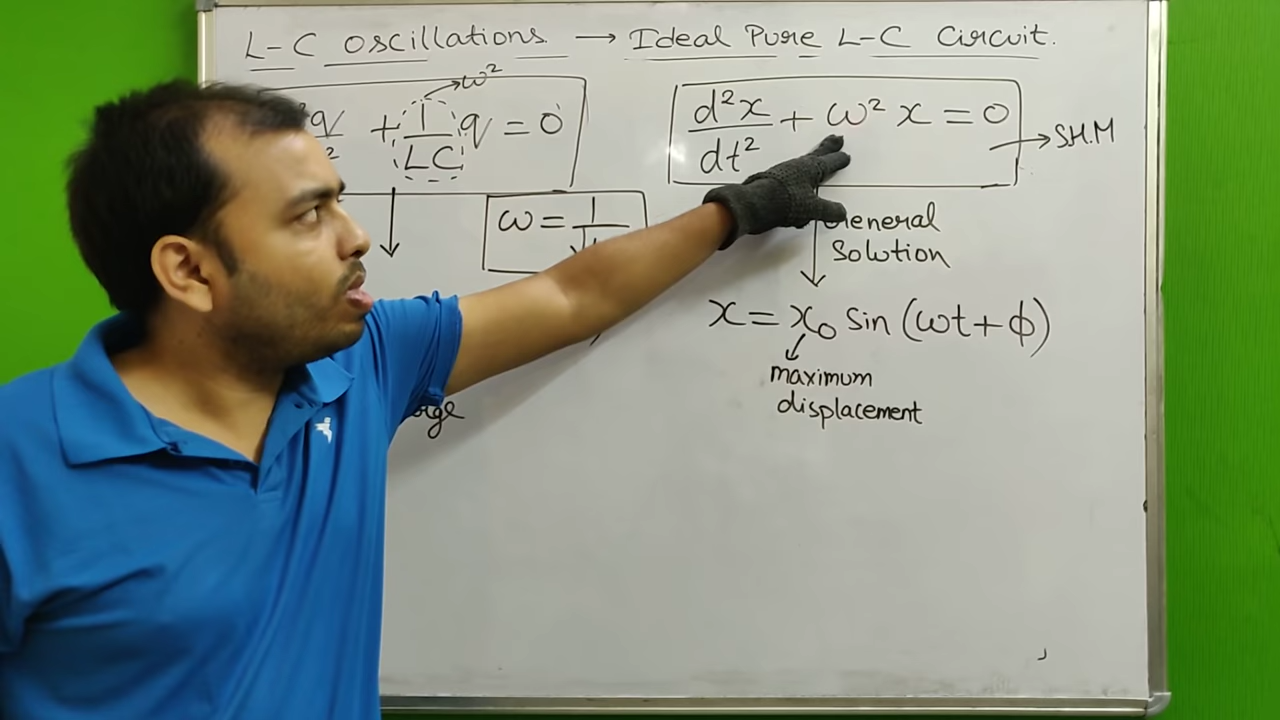 L-C Oscillations → Ideal Pure L-C Circuit.
→ ω²
q + 1/LC q = 0
d²x/dt² + ω² x = 0
→ S.H.M
ω = 1/√
General
Solution
x = x₀ Sin (ωt + ϕ)
maximum
displacement